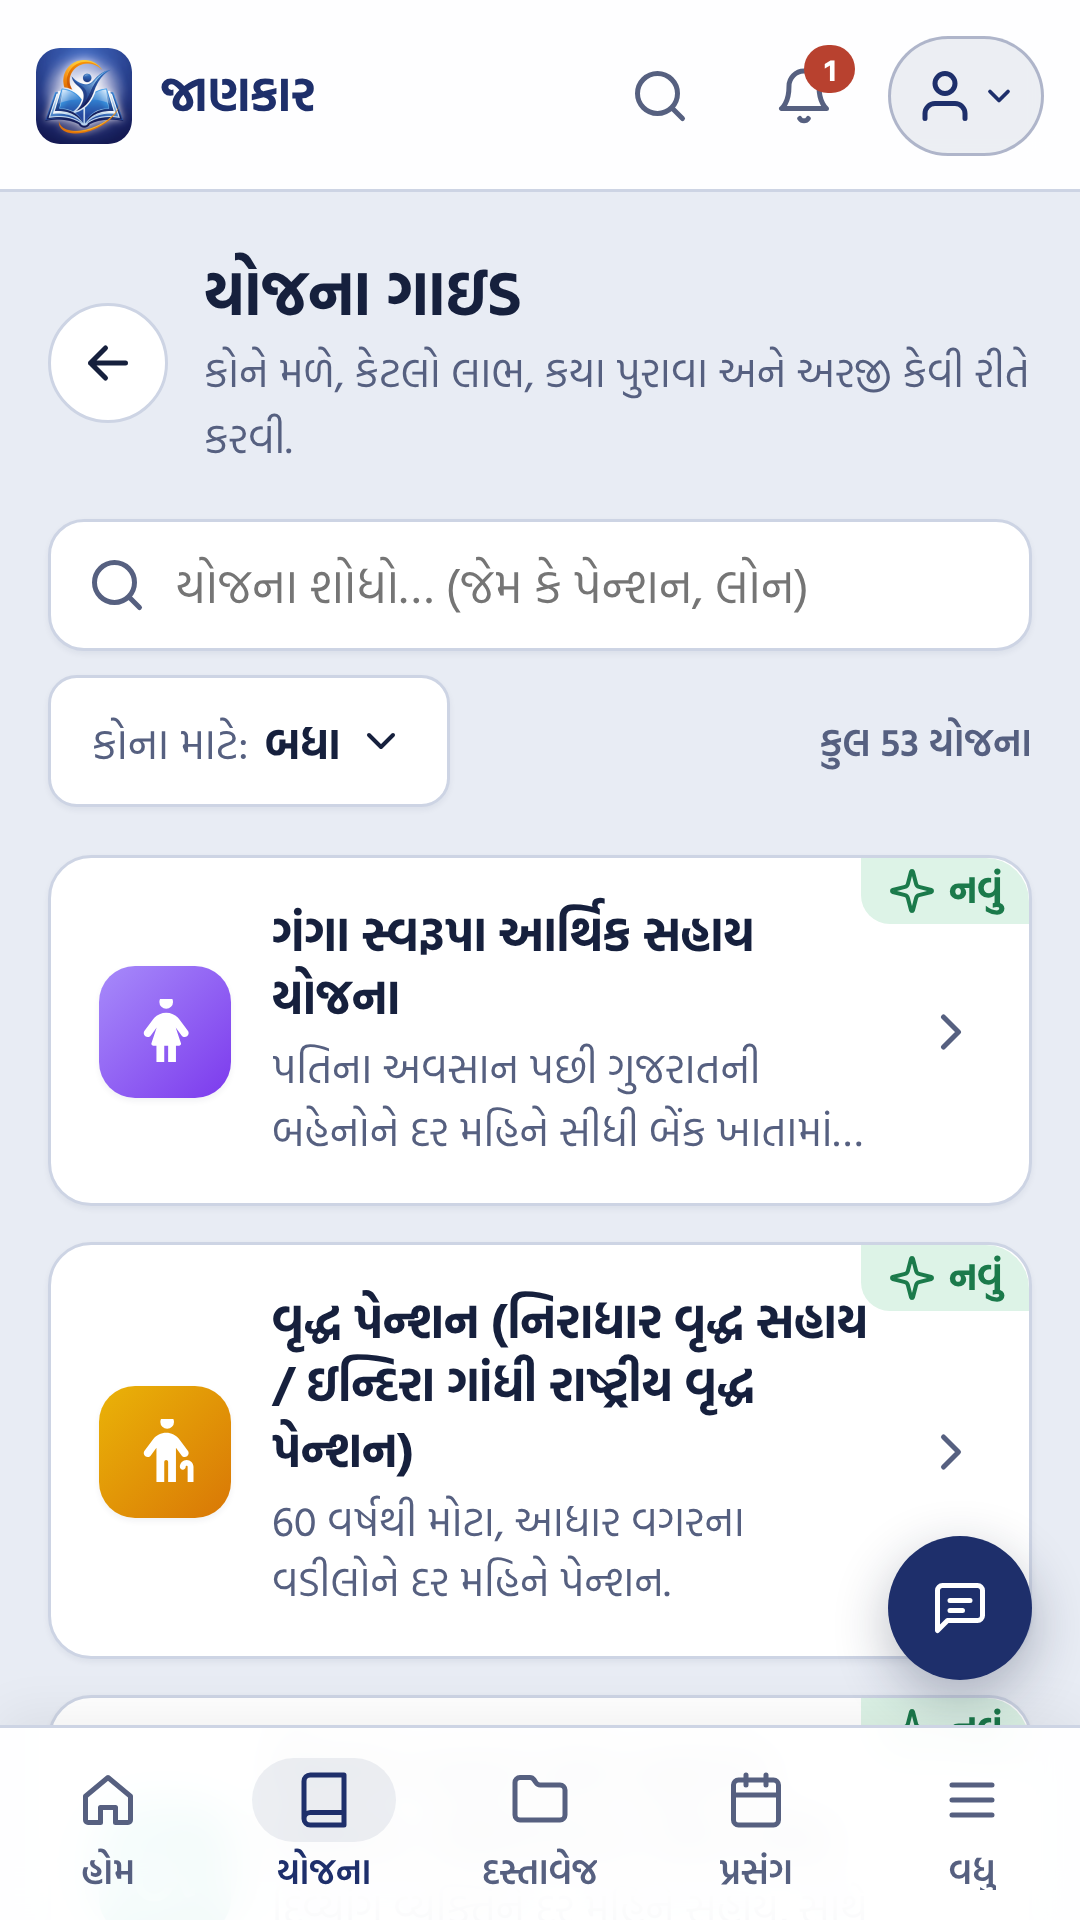 જાણકાર
1
યોજના ગાઇડ
કોને મળે, કેટલો લાભ, કયા પુરાવા અને અરજી કેવી રીતે
કરવી.
યોજના શોધો... (જેમ કે પેન્શન, લોન)
કોના માટે: બધા
કુલ 53 યોજના
નવું
ગંગા સ્વરૂપા આર્થિક સહાય
યોજના
પતિના અવસાન પછી ગુજરાતની
બહેનોને દર મહિને સીધી બેંક ખાતામાં...
નવું
વૃદ્ધ પેન્શન (નિરાધાર વૃદ્ધ સહાય
/ ઇન્દિરા ગાંધી રાષ્ટ્રીય વૃદ્ધ
પેન્શન)
60 વર્ષથી મોટા, આધાર વગરના
વડીલોને દર મહિને પેન્શન.
નવું
હોમ
યોજના
દસ્તાવેજ
પ્રસંગ
વધુ